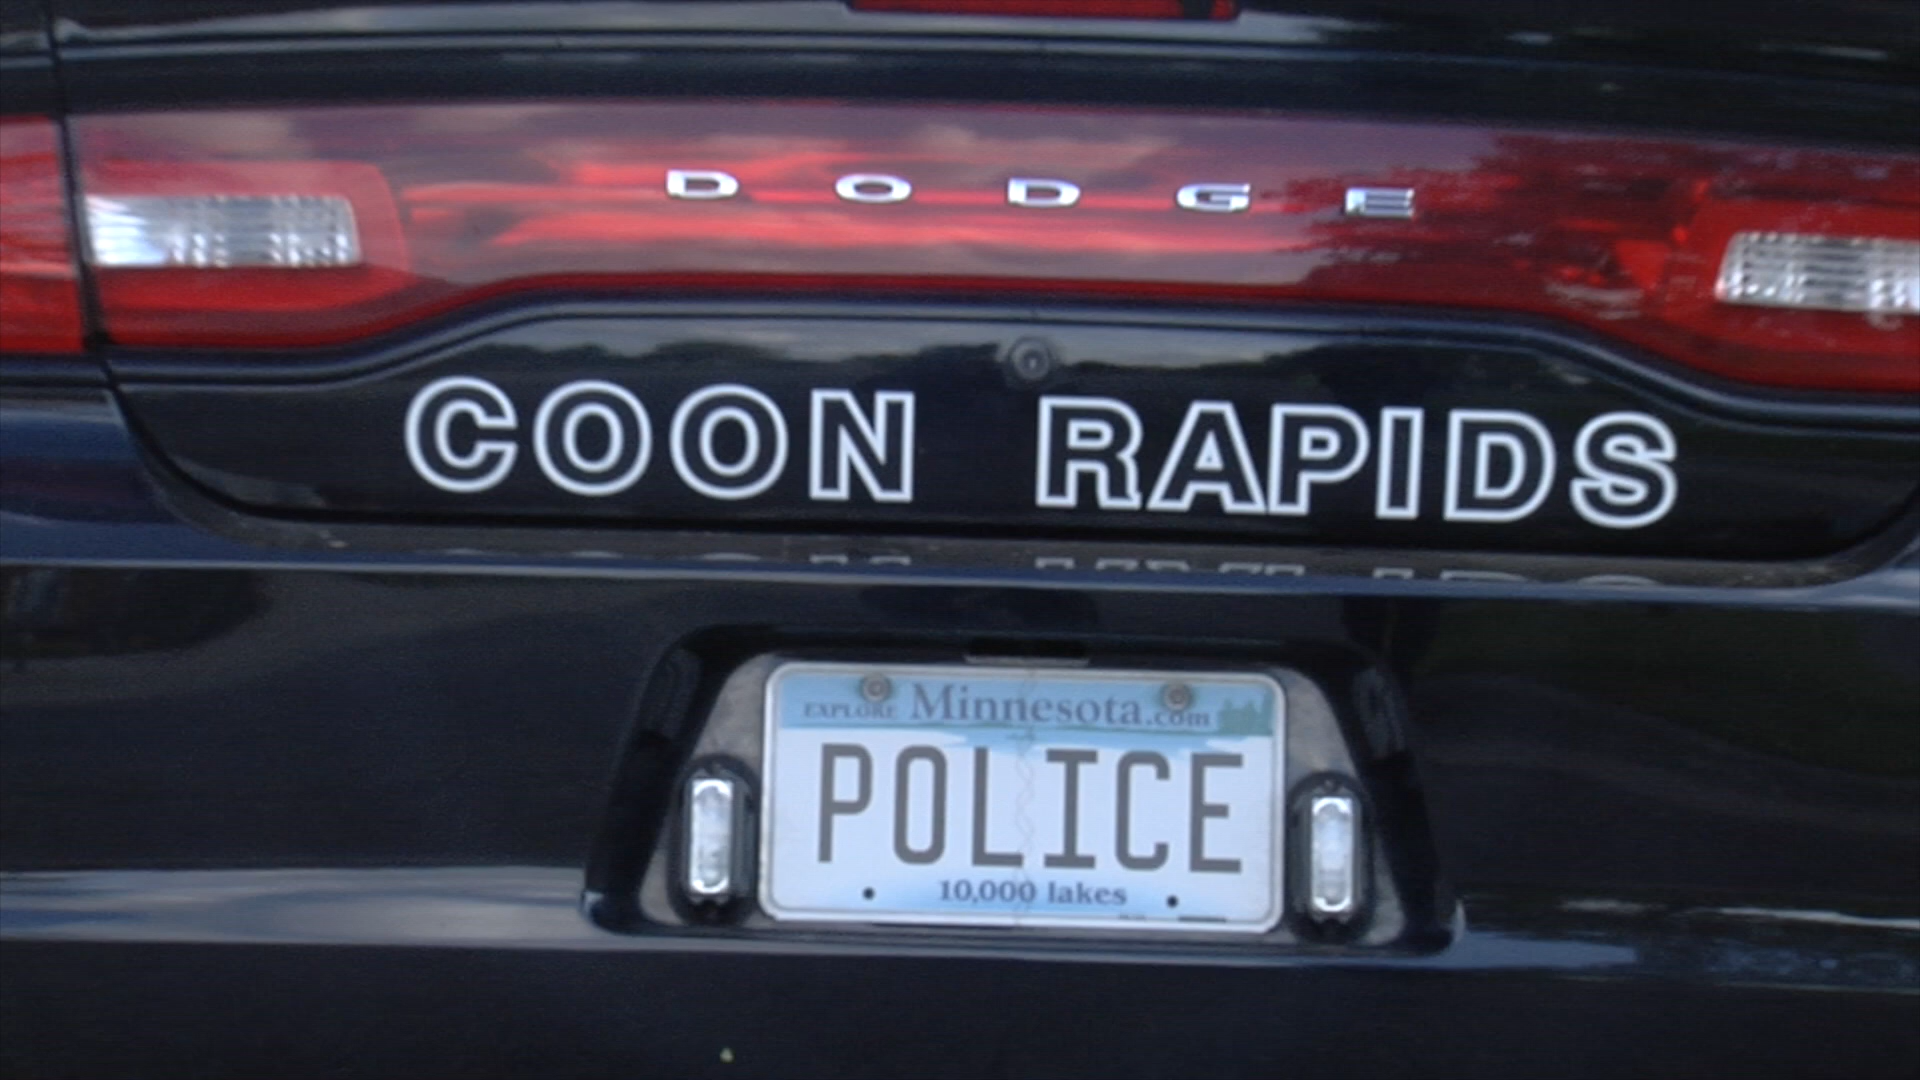 DODGE
COON RAPIDS
EXPLORE Minnesota.com
POLICE
10,000 lakes